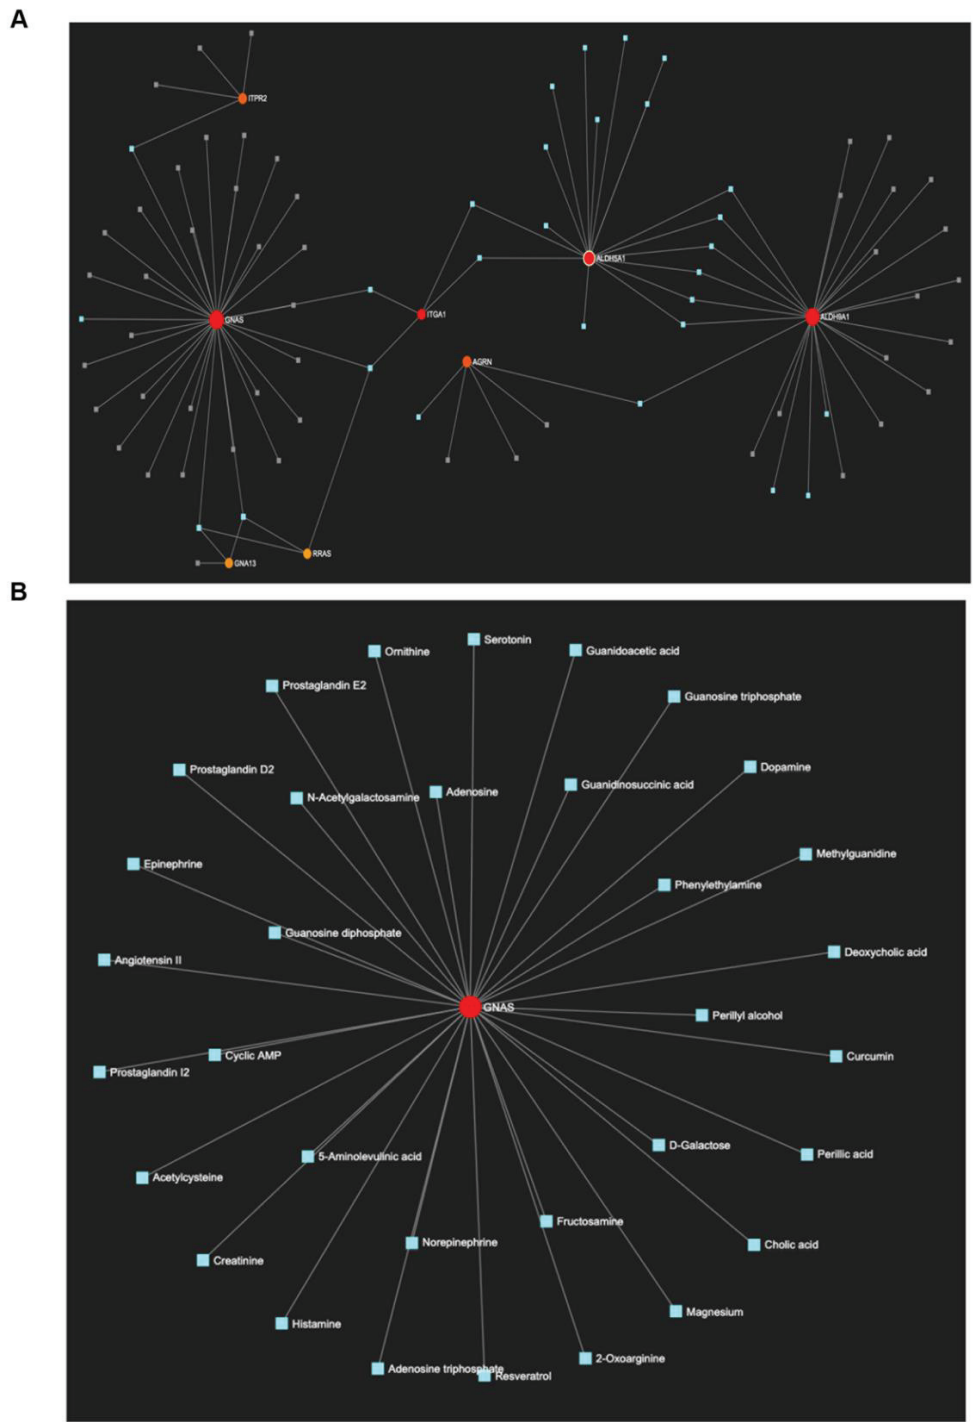 A
ITPR2
ALDH5A1
ITGA1
ALDH9A1
GNAS
AGRN
RRAS
GNA13
B
Serotonin
Ornithine
Guanidoacetic acid
Prostaglandin E2
Guanosine triphosphate
Prostaglandin D2
Dopamine
N-Acetylgalactosamine
Adenosine
Guanidinosuccinic acid
Epinephrine
Methylguanidine
Phenylethylamine
Guanosine diphosphate
Angiotensin II
Deoxycholic acid
GNAS
Perillyl alcohol
Cyclic AMP
Curcumin
Prostaglandin I2
D-Galactose
5-Aminolevulinic acid
Perillic acid
Acetylcysteine
Fructosamine
Norepinephrine
Cholic acid
Creatinine
Magnesium
Histamine
2-Oxoarginine
Adenosine triphosphate
Resveratrol